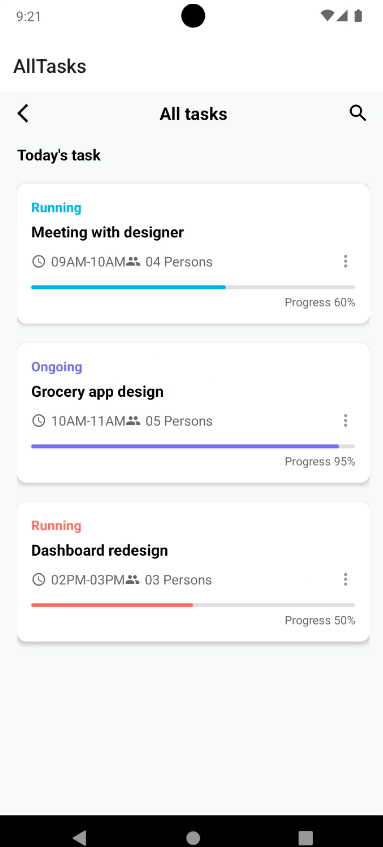 9:21
AllTasks
All tasks
Today's task
Running
Meeting with designer
09AM-10AM 04 Persons
Progress 60%
Ongoing
Grocery app design
10AM-11AM 05 Persons
Progress 95%
Running
Dashboard redesign
02PM-03PM 03 Persons
Progress 50%